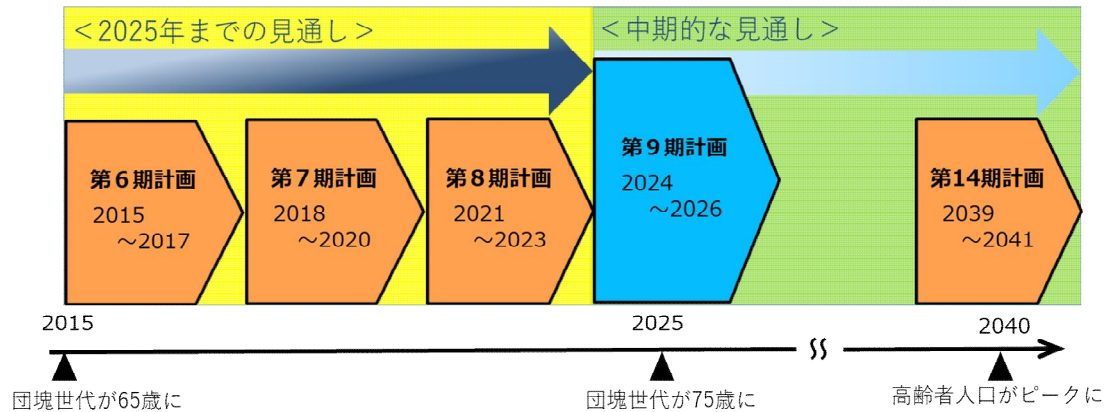 ＜2025年までの見通し＞
＜中期的な見通し＞
第６期計画
2015
～2017
第７期計画
2018
～2020
第８期計画
2021
～2023
第９期計画
2024
～2026
第14期計画
2039
～2041
2015
2025
2040
団塊世代が65歳に
団塊世代が75歳に
高齢者人口がピークに